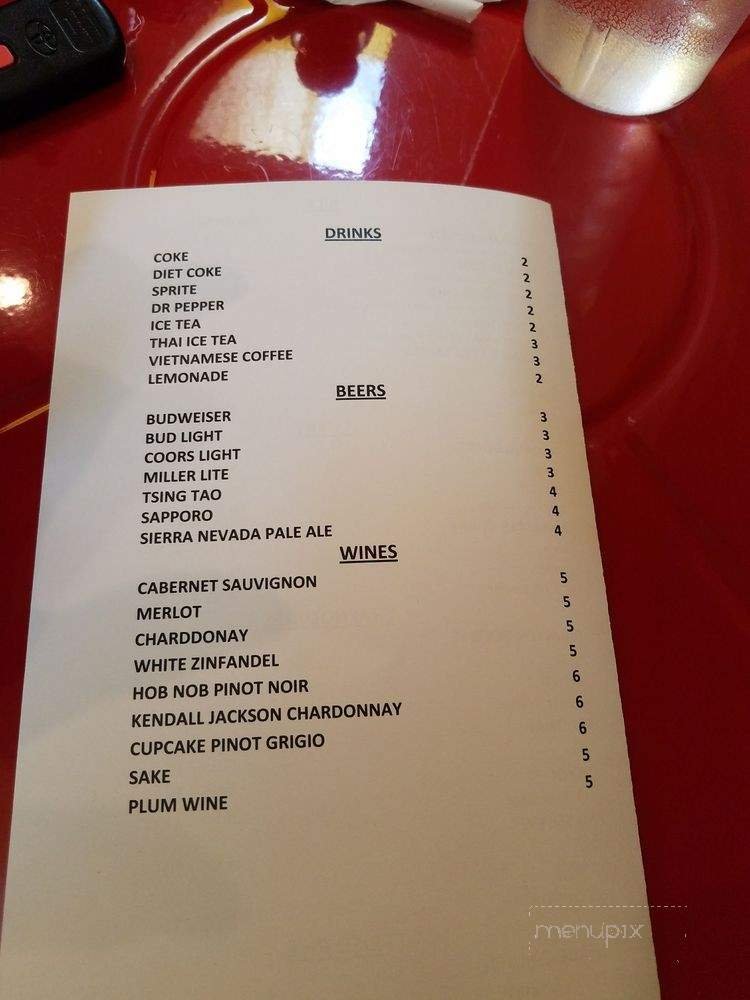 DRINKS
COKE 2
DIET COKE 2
SPRITE 2
DR PEPPER 2
ICE TEA 2
THAI ICE TEA 3
VIETNAMESE COFFEE 3
LEMONADE 2
BEERS
BUDWEISER 3
BUD LIGHT 3
COORS LIGHT 3
MILLER LITE 3
TSING TAO 4
SAPPORO 4
SIERRA NEVADA PALE ALE 4
WINES
CABERNET SAUVIGNON 5
MERLOT 5
CHARDDONAY 5
WHITE ZINFANDEL 5
HOB NOB PINOT NOIR 6
KENDALL JACKSON CHARDONNAY 6
CUPCAKE PINOT GRIGIO 6
SAKE 5
PLUM WINE 5
menupix